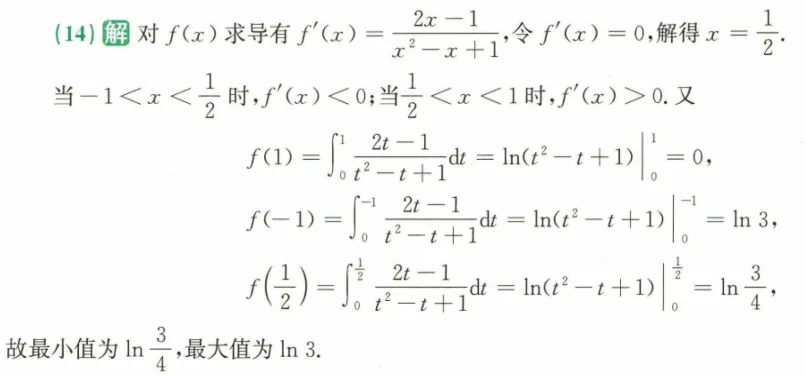 (14) 解 对 f(x) 求导有 f′(x) = \frac{2x-1}{x^2-x+1},令 f′(x) = 0,解得 x = \frac{1}{2}.
当 -1 < x < \frac{1}{2} 时,f′(x) < 0;当 \frac{1}{2} < x < 1 时,f′(x) > 0. 又
f(1) = \int_0^1 \frac{2t-1}{t^2-t+1}dt = ln(t^2-t+1) |_0^1 = 0,
f(-1) = \int_0^{-1} \frac{2t-1}{t^2-t+1}dt = ln(t^2-t+1) |_0^{-1} = ln 3,
f(\frac{1}{2}) = \int_0^{\frac{1}{2}} \frac{2t-1}{t^2-t+1}dt = ln(t^2-t+1) |_0^{\frac{1}{2}} = ln \frac{3}{4},
故最小值为 ln \frac{3}{4},最大值为 ln 3.